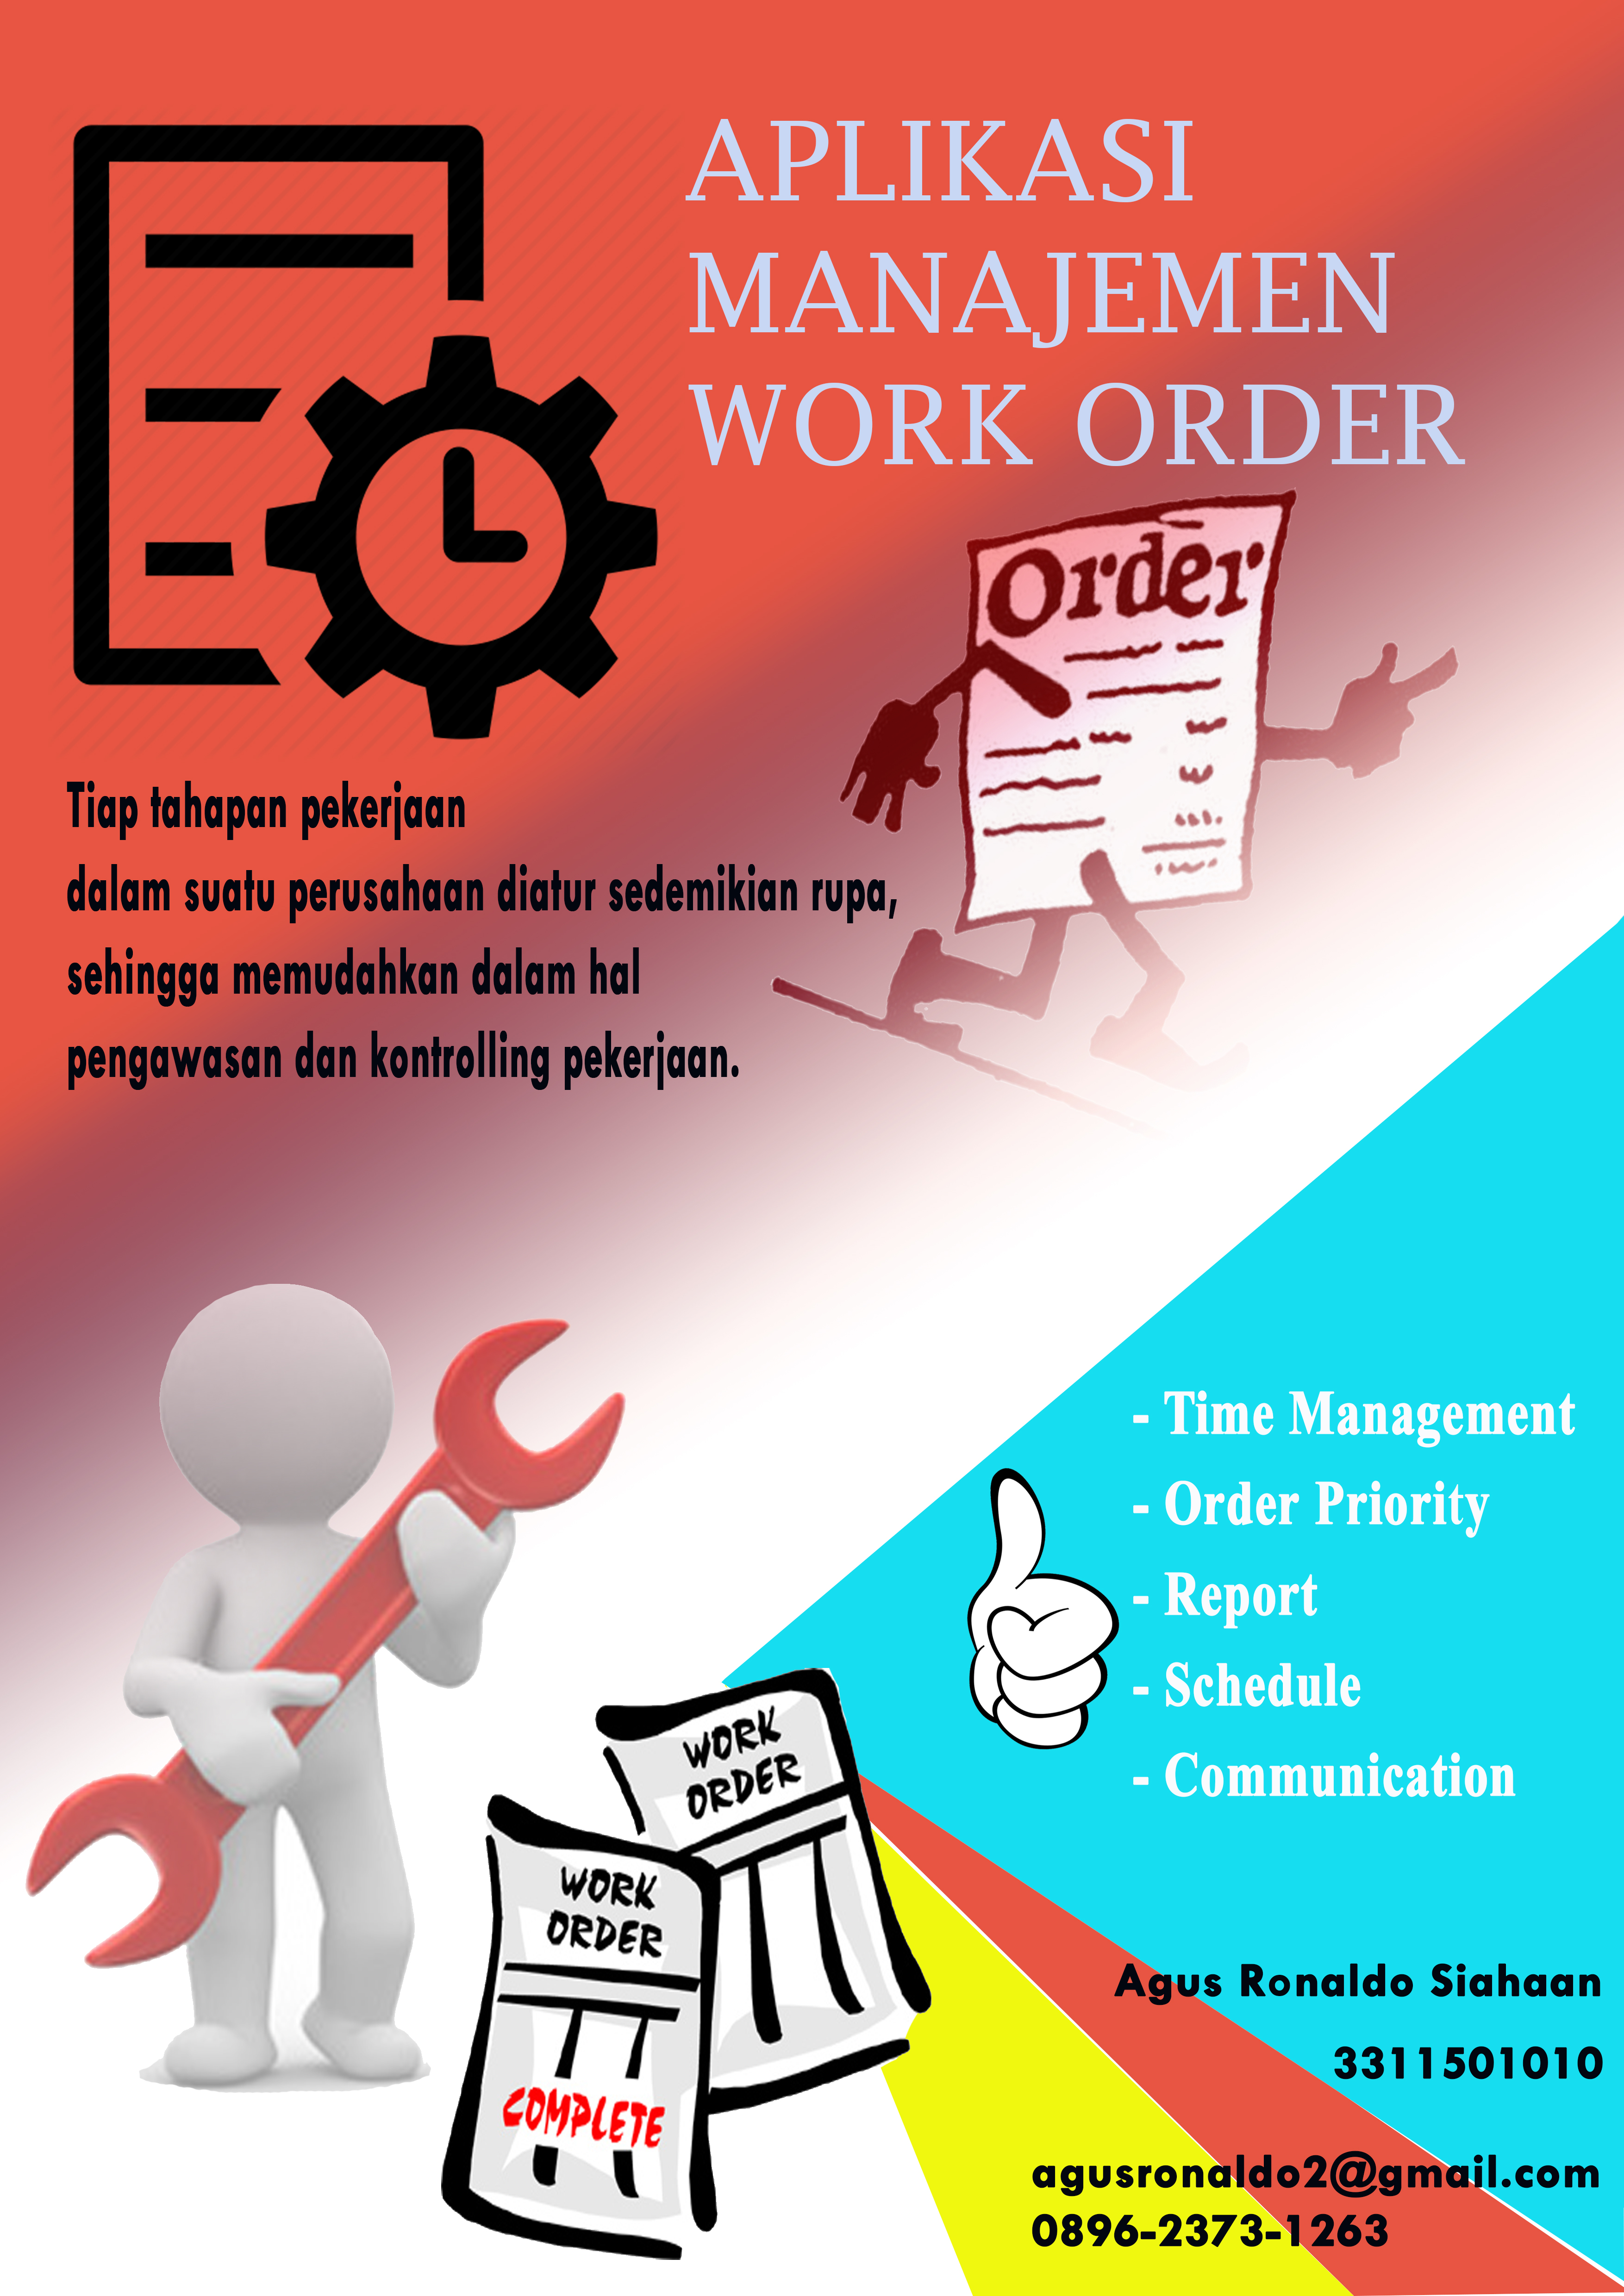 APLIKASI
MANAJEMEN
WORK ORDER
Order
Tiap tahapan pekerjaan
dalam suatu perusahaan diatur sedemikian rupa,
sehingga memudahkan dalam hal
pengawasan dan kontrolling pekerjaan.
- Time Management
- Order Priority
- Report
- Schedule
- Communication
WORK
ORDER
WORK
ORDER
COMPLETE
Agus Ronaldo Siahaan
3311501010
agusronaldo2@gmail.com
0896-2373-1263